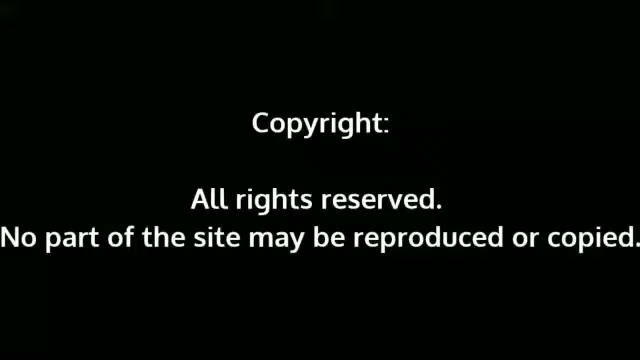 Copyright:
All rights reserved.
No part of the site may be reproduced or copied.